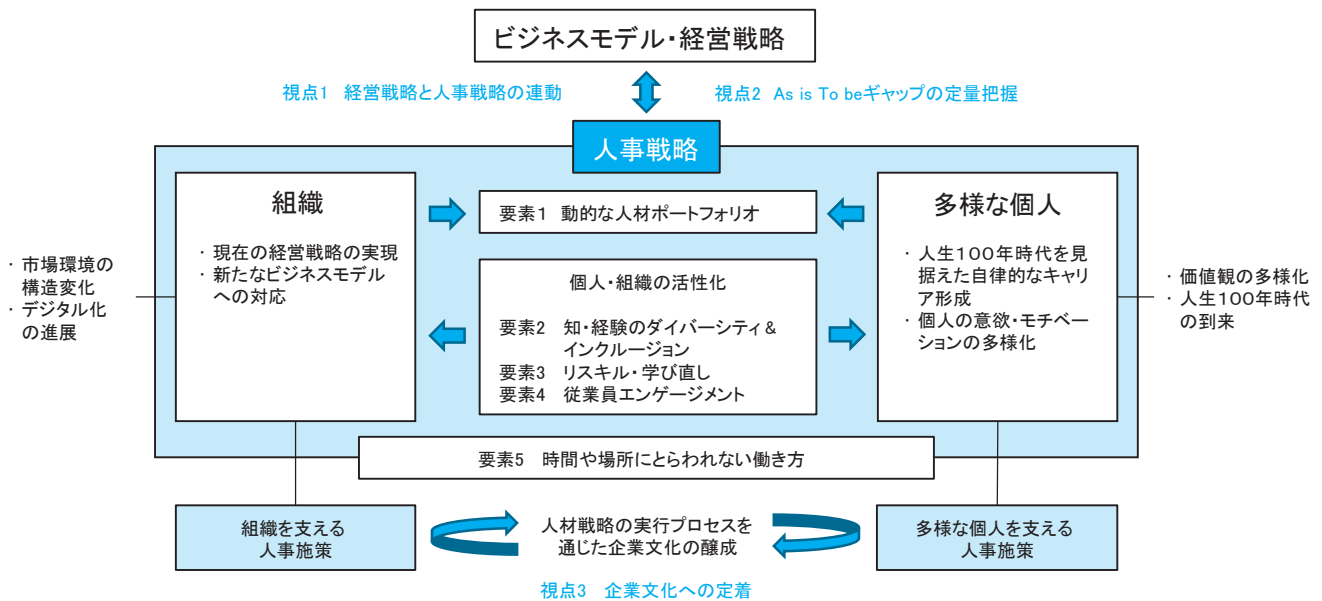 ビジネスモデル・経営戦略
視点1 経営戦略と人事戦略の連動
視点2 As is To beギャップの定量把握
人事戦略
組織
・現在の経営戦略の実現
・新たなビジネスモデル
への対応
要素1 動的な人材ポートフォリオ
個人・組織の活性化
要素2 知・経験のダイバーシティ&
インクルージョン
要素3 リスキル・学び直し
要素4 従業員エンゲージメント
多様な個人
・人生100年時代を見
据えた自律的なキャリ
ア形成
・個人の意欲・モチベー
ションの多様化
・市場環境の
構造変化
・デジタル化
の進展
・価値観の多様化
・人生100年時代
の到来
要素5 時間や場所にとらわれない働き方
組織を支える
人事施策
人材戦略の実行プロセスを
通じた企業文化の醸成
多様な個人を支える
人事施策
視点3 企業文化への定着